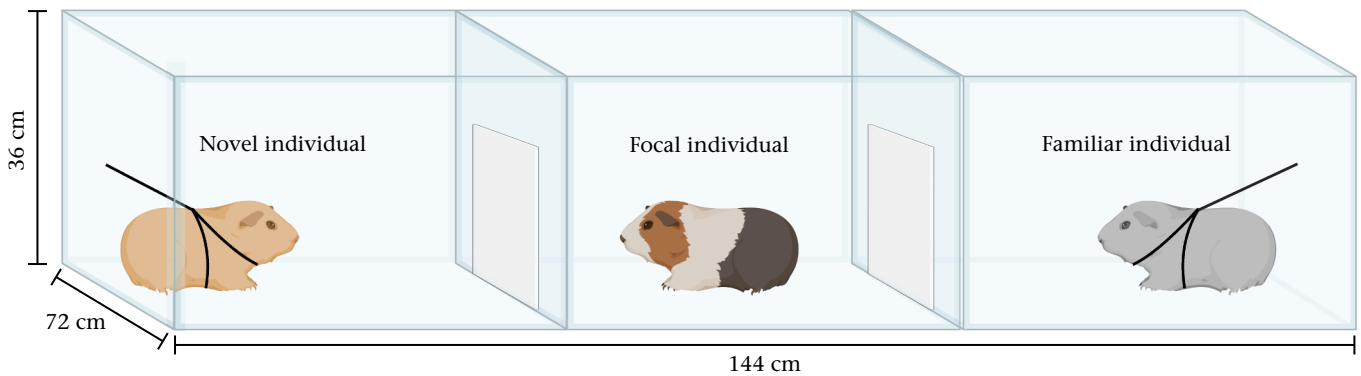 36 cm
Novel individual
Focal individual
Familiar individual
72 cm
144 cm